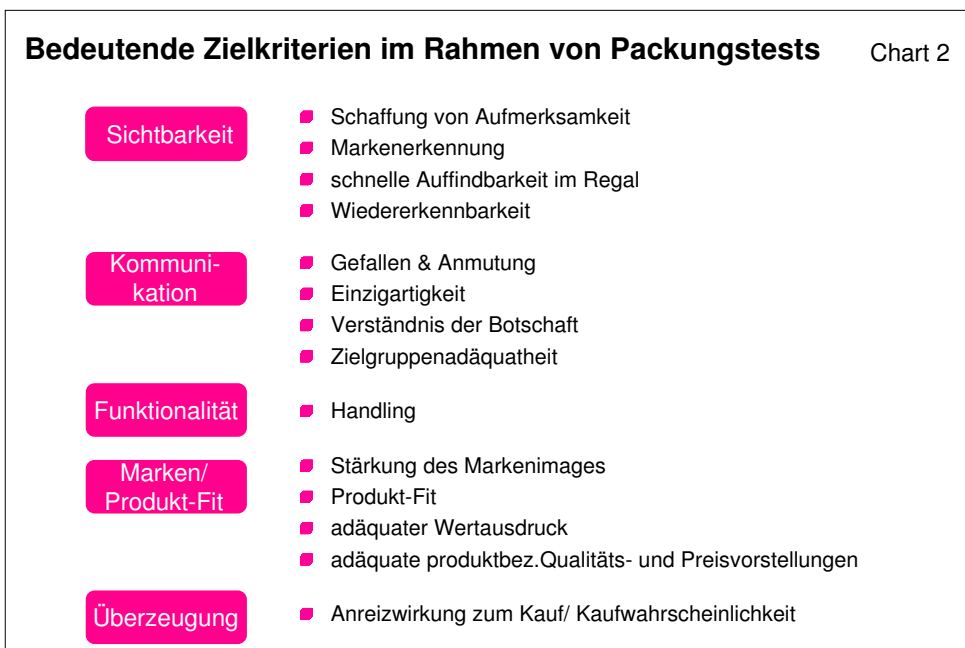 Bedeutende Zielkriterien im Rahmen von Packungstests Chart 2
Sichtbarkeit
Schaffung von Aufmerksamkeit
Markenerkennung
schnelle Auffindbarkeit im Regal
Wiedererkennbarkeit
Kommuni-
kation
Gefallen & Anmutung
Einzigartigkeit
Verständnis der Botschaft
Zielgruppenadäquatheit
Funktionalität
Handling
Marken/
Produkt-Fit
Stärkung des Markenimages
Produkt-Fit
adäquater Wertausdruck
adäquate produktbez.Qualitäts- und Preisvorstellungen
Überzeugung
Anreizwirkung zum Kauf/ Kaufwahrscheinlichkeit